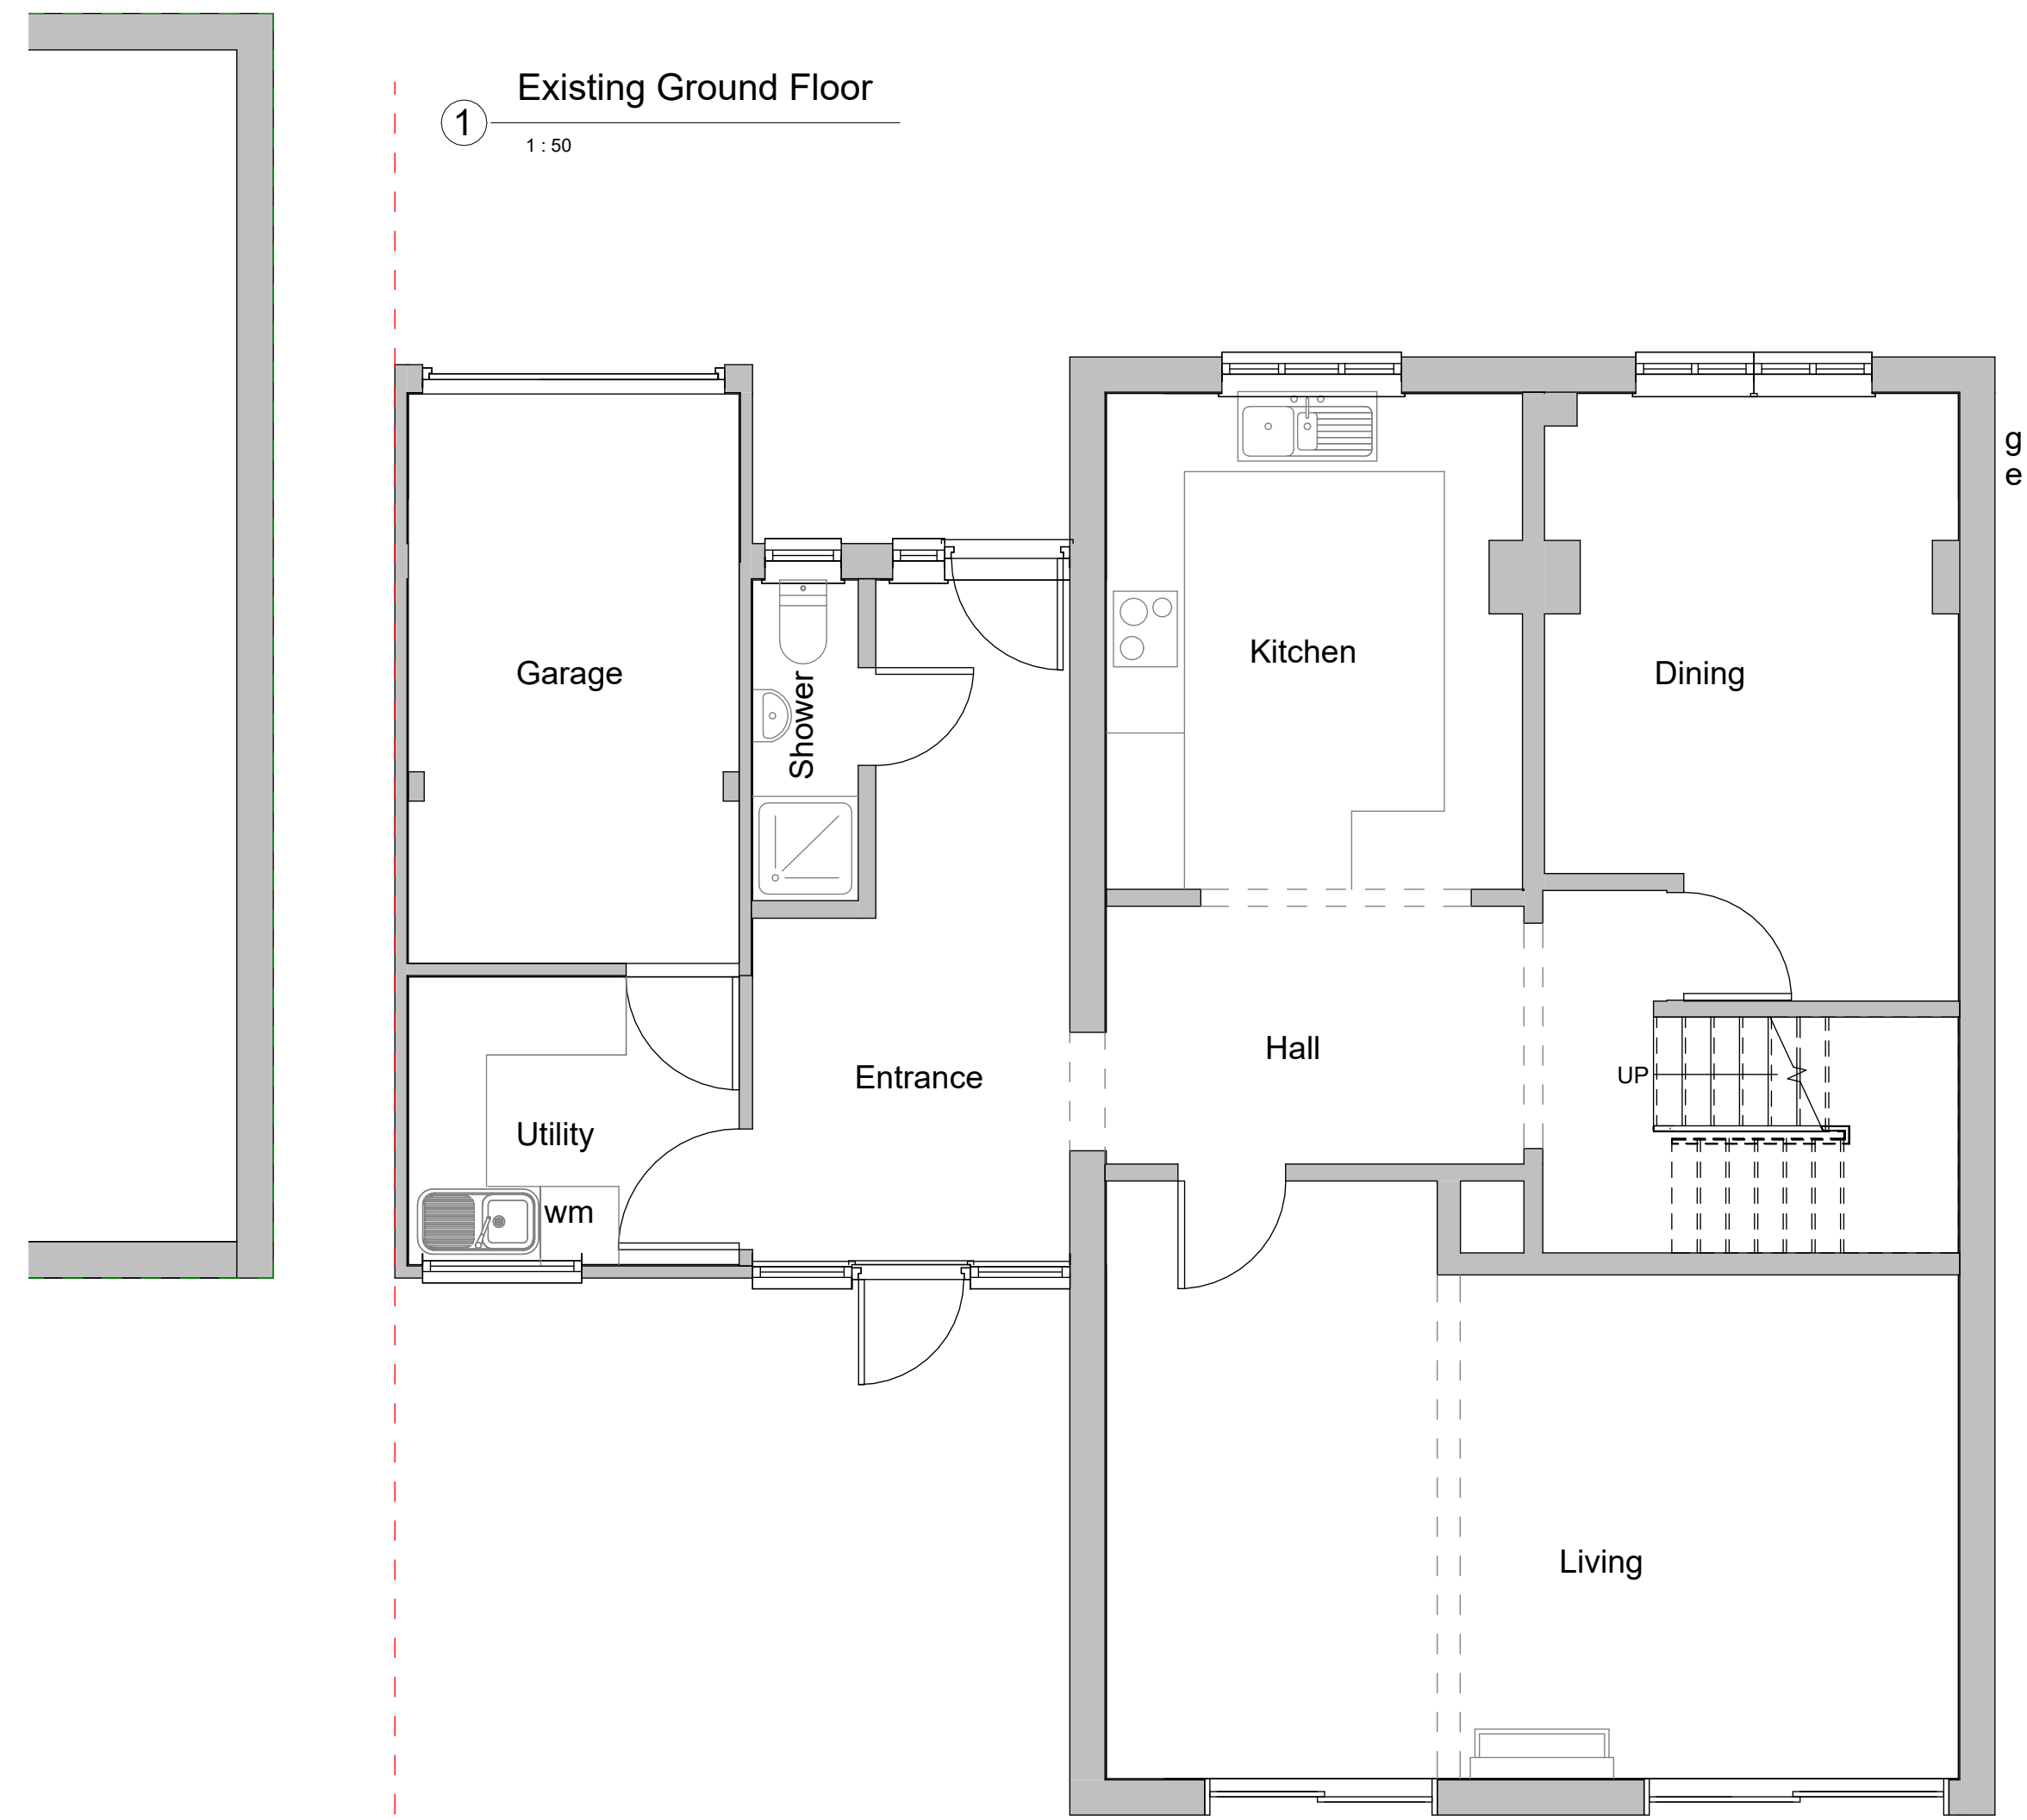 Existing Ground Floor
1
1 : 50
g
e
Garage
Shower
Kitchen
Dining
Entrance
Hall
UP
Utility
wm
Living